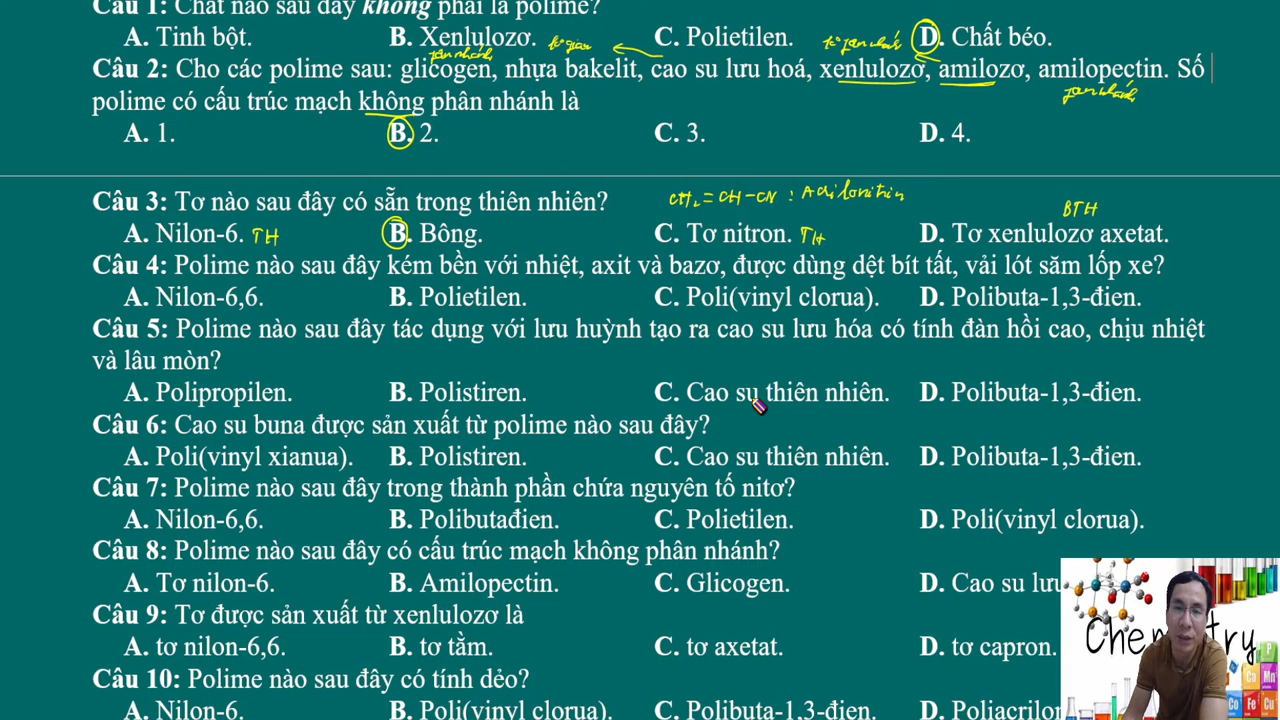 Câu 1: Chất nào sau đây không phải là polime?
A. Tinh bột. B. Xenlulozơ. C. Polietilen. D. Chất béo.
Câu 2: Cho các polime sau: glicogen, nhựa bakelit, cao su lưu hoá, xenlulozơ, amilozơ, amilopectin. Số
polime có cấu trúc mạch không phân nhánh là
A. 1. B. 2. C. 3. D. 4.
CH2 = CH - CN : Acrilonitrin
Câu 3: Tơ nào sau đây có sẵn trong thiên nhiên?
BTH
A. Nilon-6. TH B. Bông. C. Tơ nitron. TH D. Tơ xenlulozơ axetat.
Câu 4: Polime nào sau đây kém bền với nhiệt, axit và bazơ, được dùng dệt bít tất, vải lót săm lốp xe?
A. Nilon-6,6. B. Polietilen. C. Poli(vinyl clorua). D. Polibuta-1,3-đien.
Câu 5: Polime nào sau đây tác dụng với lưu huỳnh tạo ra cao su lưu hóa có tính đàn hồi cao, chịu nhiệt
và lâu mòn?
A. Polipropilen. B. Polistiren. C. Cao su thiên nhiên. D. Polibuta-1,3-đien.
Câu 6: Cao su buna được sản xuất từ polime nào sau đây?
A. Poli(vinyl xianua). B. Polistiren. C. Cao su thiên nhiên. D. Polibuta-1,3-đien.
Câu 7: Polime nào sau đây trong thành phần chứa nguyên tố nitơ?
A. Nilon-6,6. B. Polibutađien. C. Polietilen. D. Poli(vinyl clorua).
Câu 8: Polime nào sau đây có cấu trúc mạch không phân nhánh?
A. Tơ nilon-6. B. Amilopectin. C. Glicogen. D. Cao su lưu
Câu 9: Tơ được sản xuất từ xenlulozơ là
A. tơ nilon-6,6. B. tơ tằm. C. tơ axetat. D. tơ capron.
Chemistry
Câu 10: Polime nào sau đây có tính dẻo?
A. Nilon-6. B. Poli(vinyl clorua). C. Polibuta-1,3-đien. D. Poliacrilon
P
Ca Mn
Co Fe Cu